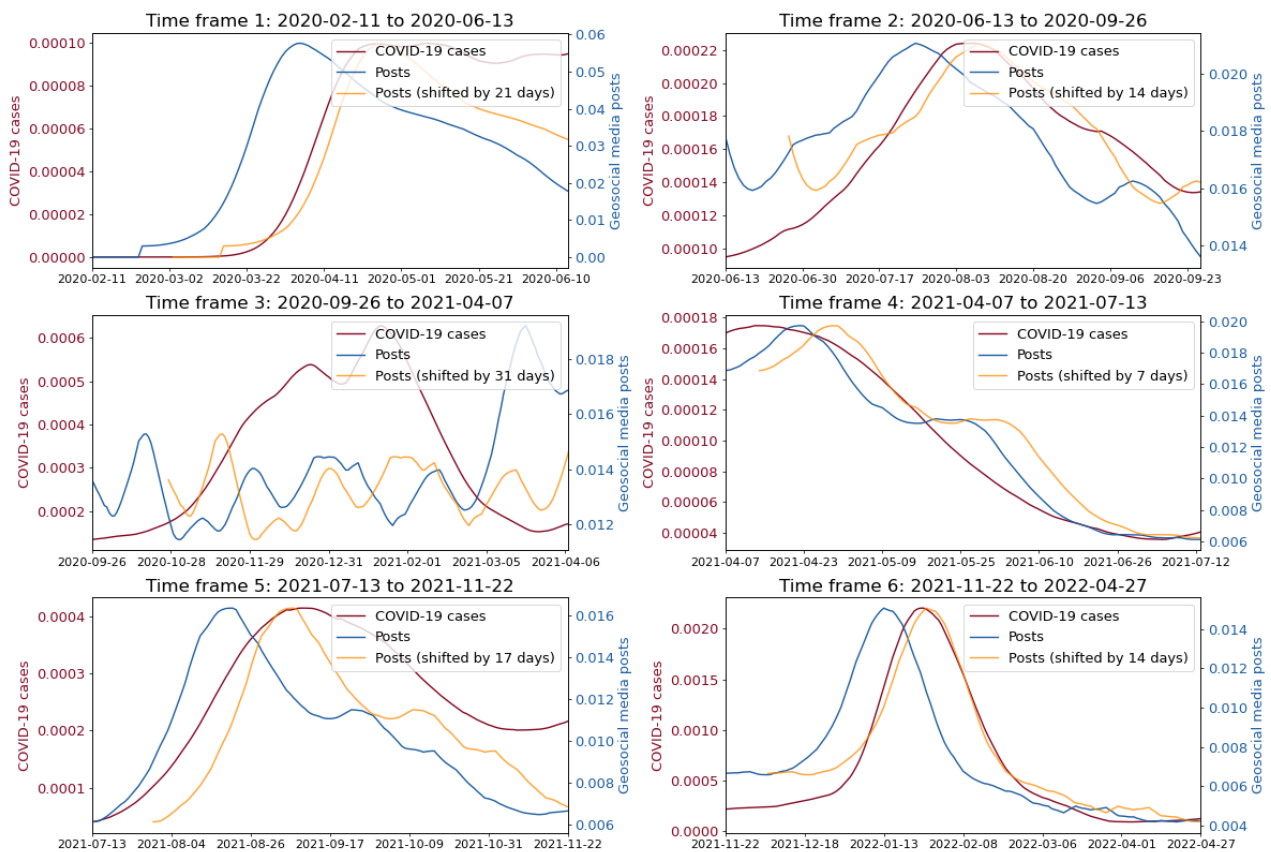 Time frame 1: 2020-02-11 to 2020-06-13
COVID-19 cases
0.00010
0.00008
0.00006
0.00004
0.00002
0.00000
COVID-19 cases
Posts
Posts (shifted by 21 days)
0.06
0.05
0.04
0.03
0.02
0.01
0.00
Geosocial media posts
2020-02-11 2020-03-02 2020-03-22 2020-04-11 2020-05-01 2020-05-21 2020-06-10
Time frame 2: 2020-06-13 to 2020-09-26
COVID-19 cases
0.00022
0.00020
0.00018
0.00016
0.00014
0.00012
0.00010
COVID-19 cases
Posts
Posts (shifted by 14 days)
0.020
0.018
0.016
0.014
Geosocial media posts
2020-06-13 2020-06-30 2020-07-17 2020-08-03 2020-08-20 2020-09-06 2020-09-23
Time frame 3: 2020-09-26 to 2021-04-07
COVID-19 cases
0.0006
0.0005
0.0004
0.0003
0.0002
COVID-19 cases
Posts
Posts (shifted by 31 days)
0.018
0.016
0.014
0.012
Geosocial media posts
2020-09-26 2020-10-28 2020-11-29 2020-12-31 2021-02-01 2021-03-05 2021-04-06
Time frame 4: 2021-04-07 to 2021-07-13
COVID-19 cases
0.00018
0.00016
0.00014
0.00012
0.00010
0.00008
0.00006
0.00004
COVID-19 cases
Posts
Posts (shifted by 7 days)
0.020
0.018
0.016
0.014
0.012
0.010
0.008
0.006
Geosocial media posts
2021-04-07 2021-04-23 2021-05-09 2021-05-25 2021-06-10 2021-06-26 2021-07-12
Time frame 5: 2021-07-13 to 2021-11-22
COVID-19 cases
0.0004
0.0003
0.0002
0.0001
COVID-19 cases
Posts
Posts (shifted by 17 days)
0.016
0.014
0.012
0.010
0.008
0.006
Geosocial media posts
2021-07-13 2021-08-04 2021-08-26 2021-09-17 2021-10-09 2021-10-31 2021-11-22
Time frame 6: 2021-11-22 to 2022-04-27
COVID-19 cases
0.0020
0.0015
0.0010
0.0005
0.0000
COVID-19 cases
Posts
Posts (shifted by 14 days)
0.014
0.012
0.010
0.008
0.006
0.004
Geosocial media posts
2021-11-22 2021-12-18 2022-01-13 2022-02-08 2022-03-06 2022-04-01 2022-04-27